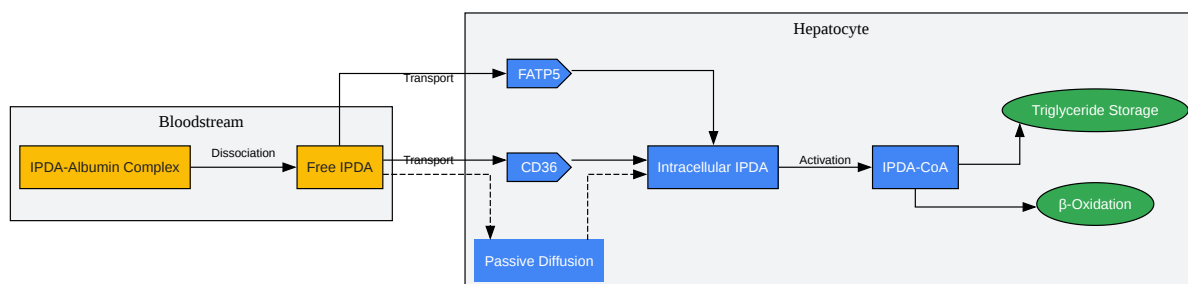 Hepatocyte
Bloodstream
IPDA-Albumin Complex
Dissociation
Free IPDA
Transport
FATP5
Transport
CD36
Passive Diffusion
Intracellular IPDA
Activation
IPDA-CoA
Triglyceride Storage
β-Oxidation